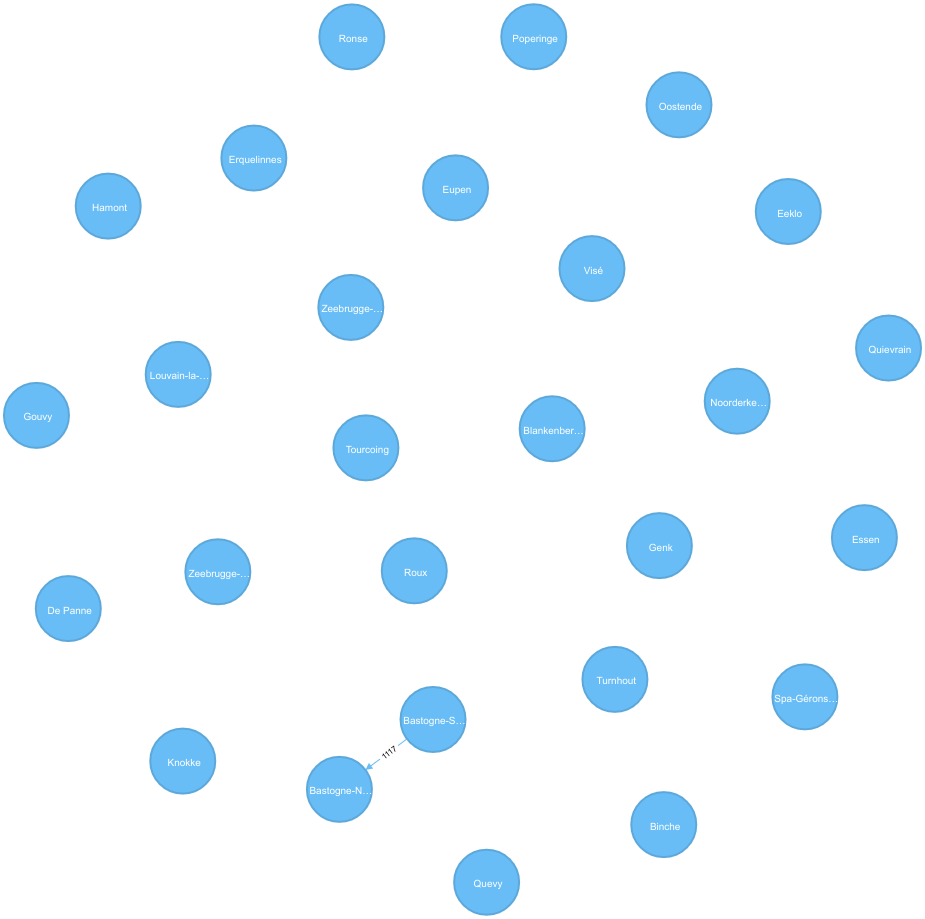 Ronse
Poperinge
Oostende
Erquelinnes
Eupen
Hamont
Eeklo
Visé
Zeebrugge-...
Quievrain
Louvain-la-...
Noorderke...
Gouvy
Blankenber...
Tourcoing
Essen
Genk
Roux
Zeebrugge-...
De Panne
Turnhout
Spa-Gérons...
Bastogne-S...
1117
Knokke
Bastogne-N...
Binche
Quevy